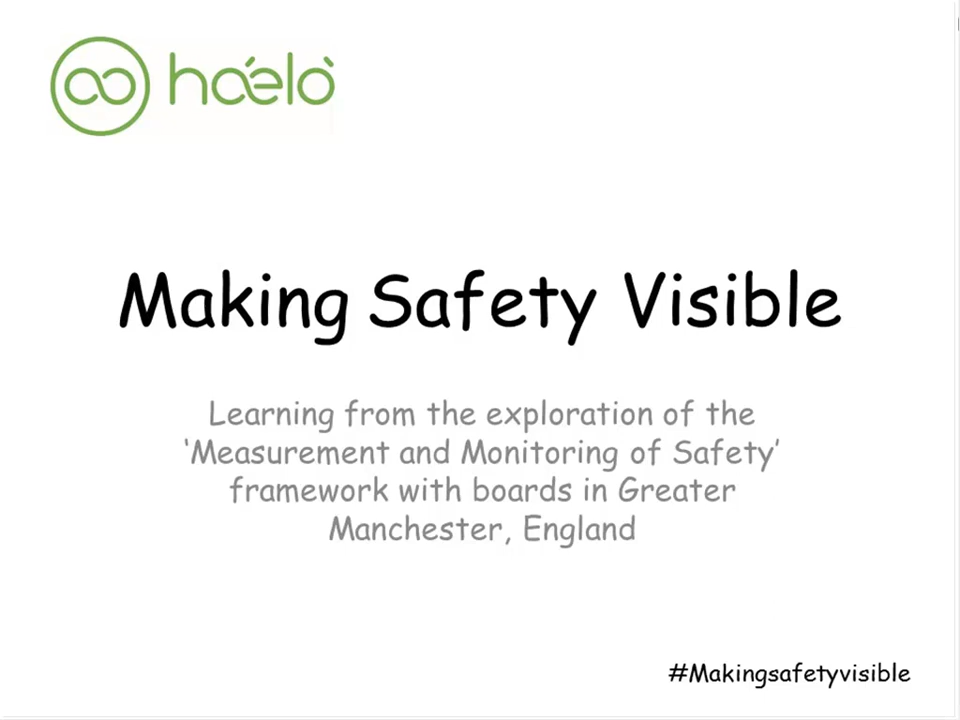 haelo
Making Safety Visible
Learning from the exploration of the
‘Measurement and Monitoring of Safety’
framework with boards in Greater
Manchester, England
#Makingsafetyvisible